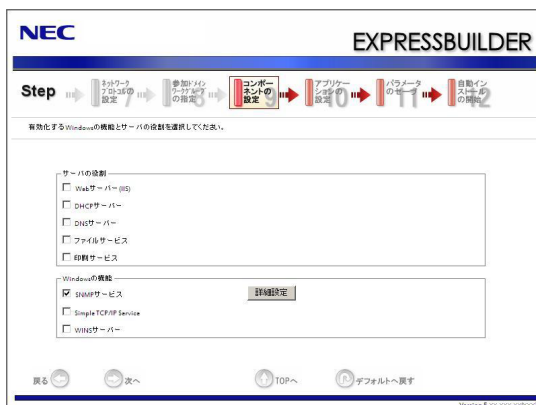 NEC
EXPRESSBUILDER
Step
ネットワーク
プロトコルの
設定 7
参加ドメイン
ワークグループ
の指定 8
コンポー
ネントの
設定 9
アプリケー
ションの
設定 10
パラメータ
のセーブ 11
自動イン
ストール
の開始 12
有効化するWindowsの機能とサーバの役割を選択してください。
サーバの役割
Webサーバー(IIS)
DHCPサーバー
DNSサーバー
ファイルサービス
印刷サービス
Windowsの機能
SNMPサービス
詳細設定
Simple TCP/IP Service
WINSサーバー
戻る
次へ
TOPへ
デフォルトへ戻す
Version